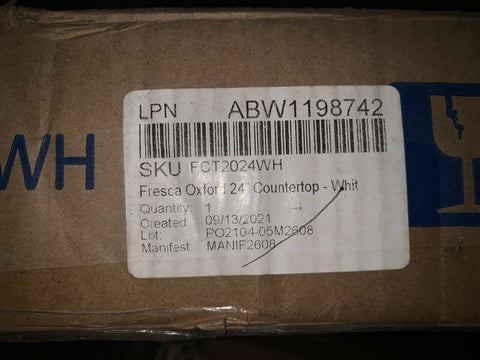 LPN ABW1198742
WH
SKU FCT2024WH
Fresca Oxford 24" Countertop - Whit
Quantity: 1
Created: 09/13/2021
Lot: PO2104-05M2608
Manifest: MANIF2608